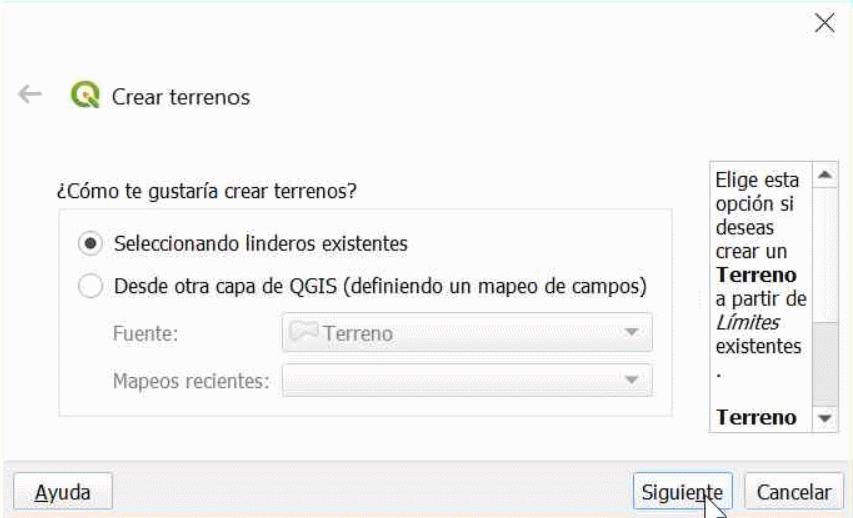 Crear terrenos
¿Cómo te gustaría crear terrenos?
Seleccionando linderos existentes
Desde otra capa de QGIS (definiendo un mapeo de campos)
Fuente:
Terreno
Mapeos recientes:
Elige esta
opción si
deseas
crear un
Terreno
a partir de
Límites
existentes
.
Terreno
Ayuda
Siguiente
Cancelar